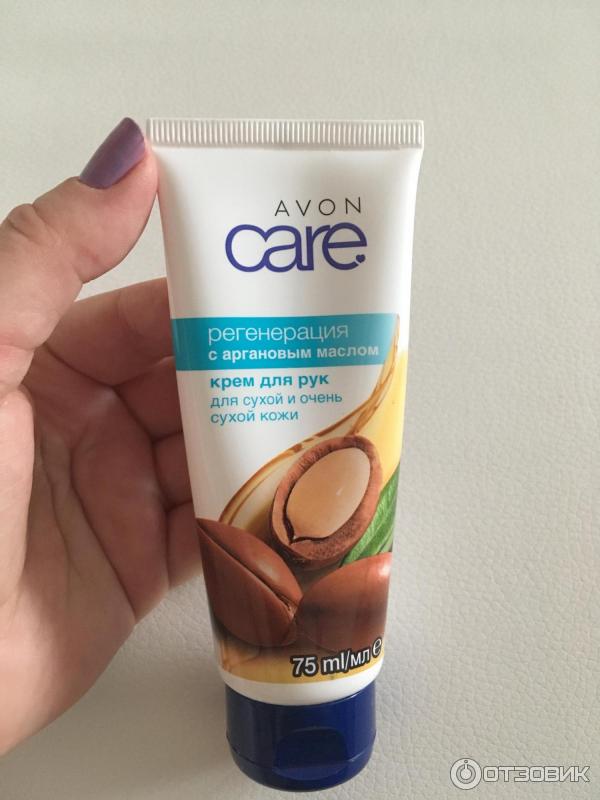 AVON
care
регенерация
с аргановым маслом
крем для рук
для сухой и очень
сухой кожи
75 ml/мл ℮
ОТЗОВИК